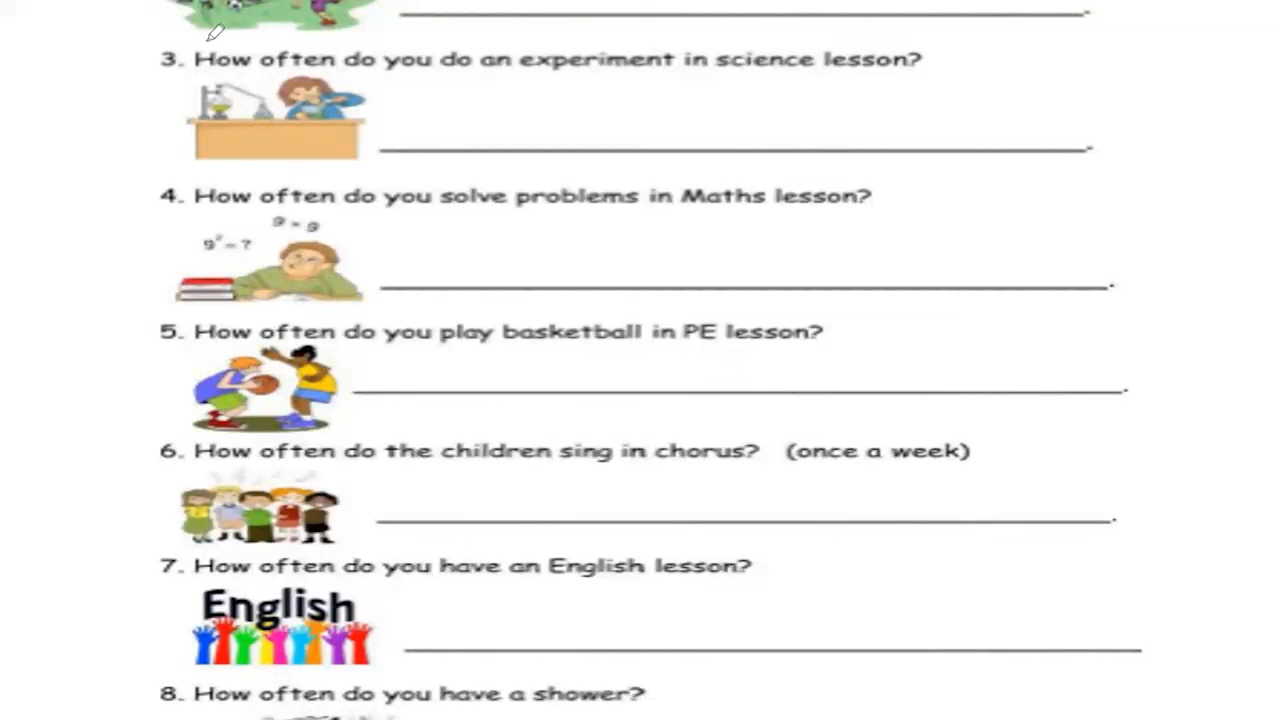 3. How often do you do an experiment in science lesson?
4. How often do you solve problems in Maths lesson?
9 × 9
9² = ?
5. How often do you play basketball in PE lesson?
6. How often do the children sing in chorus? (once a week)
7. How often do you have an English lesson?
English
8. How often do you have a shower?